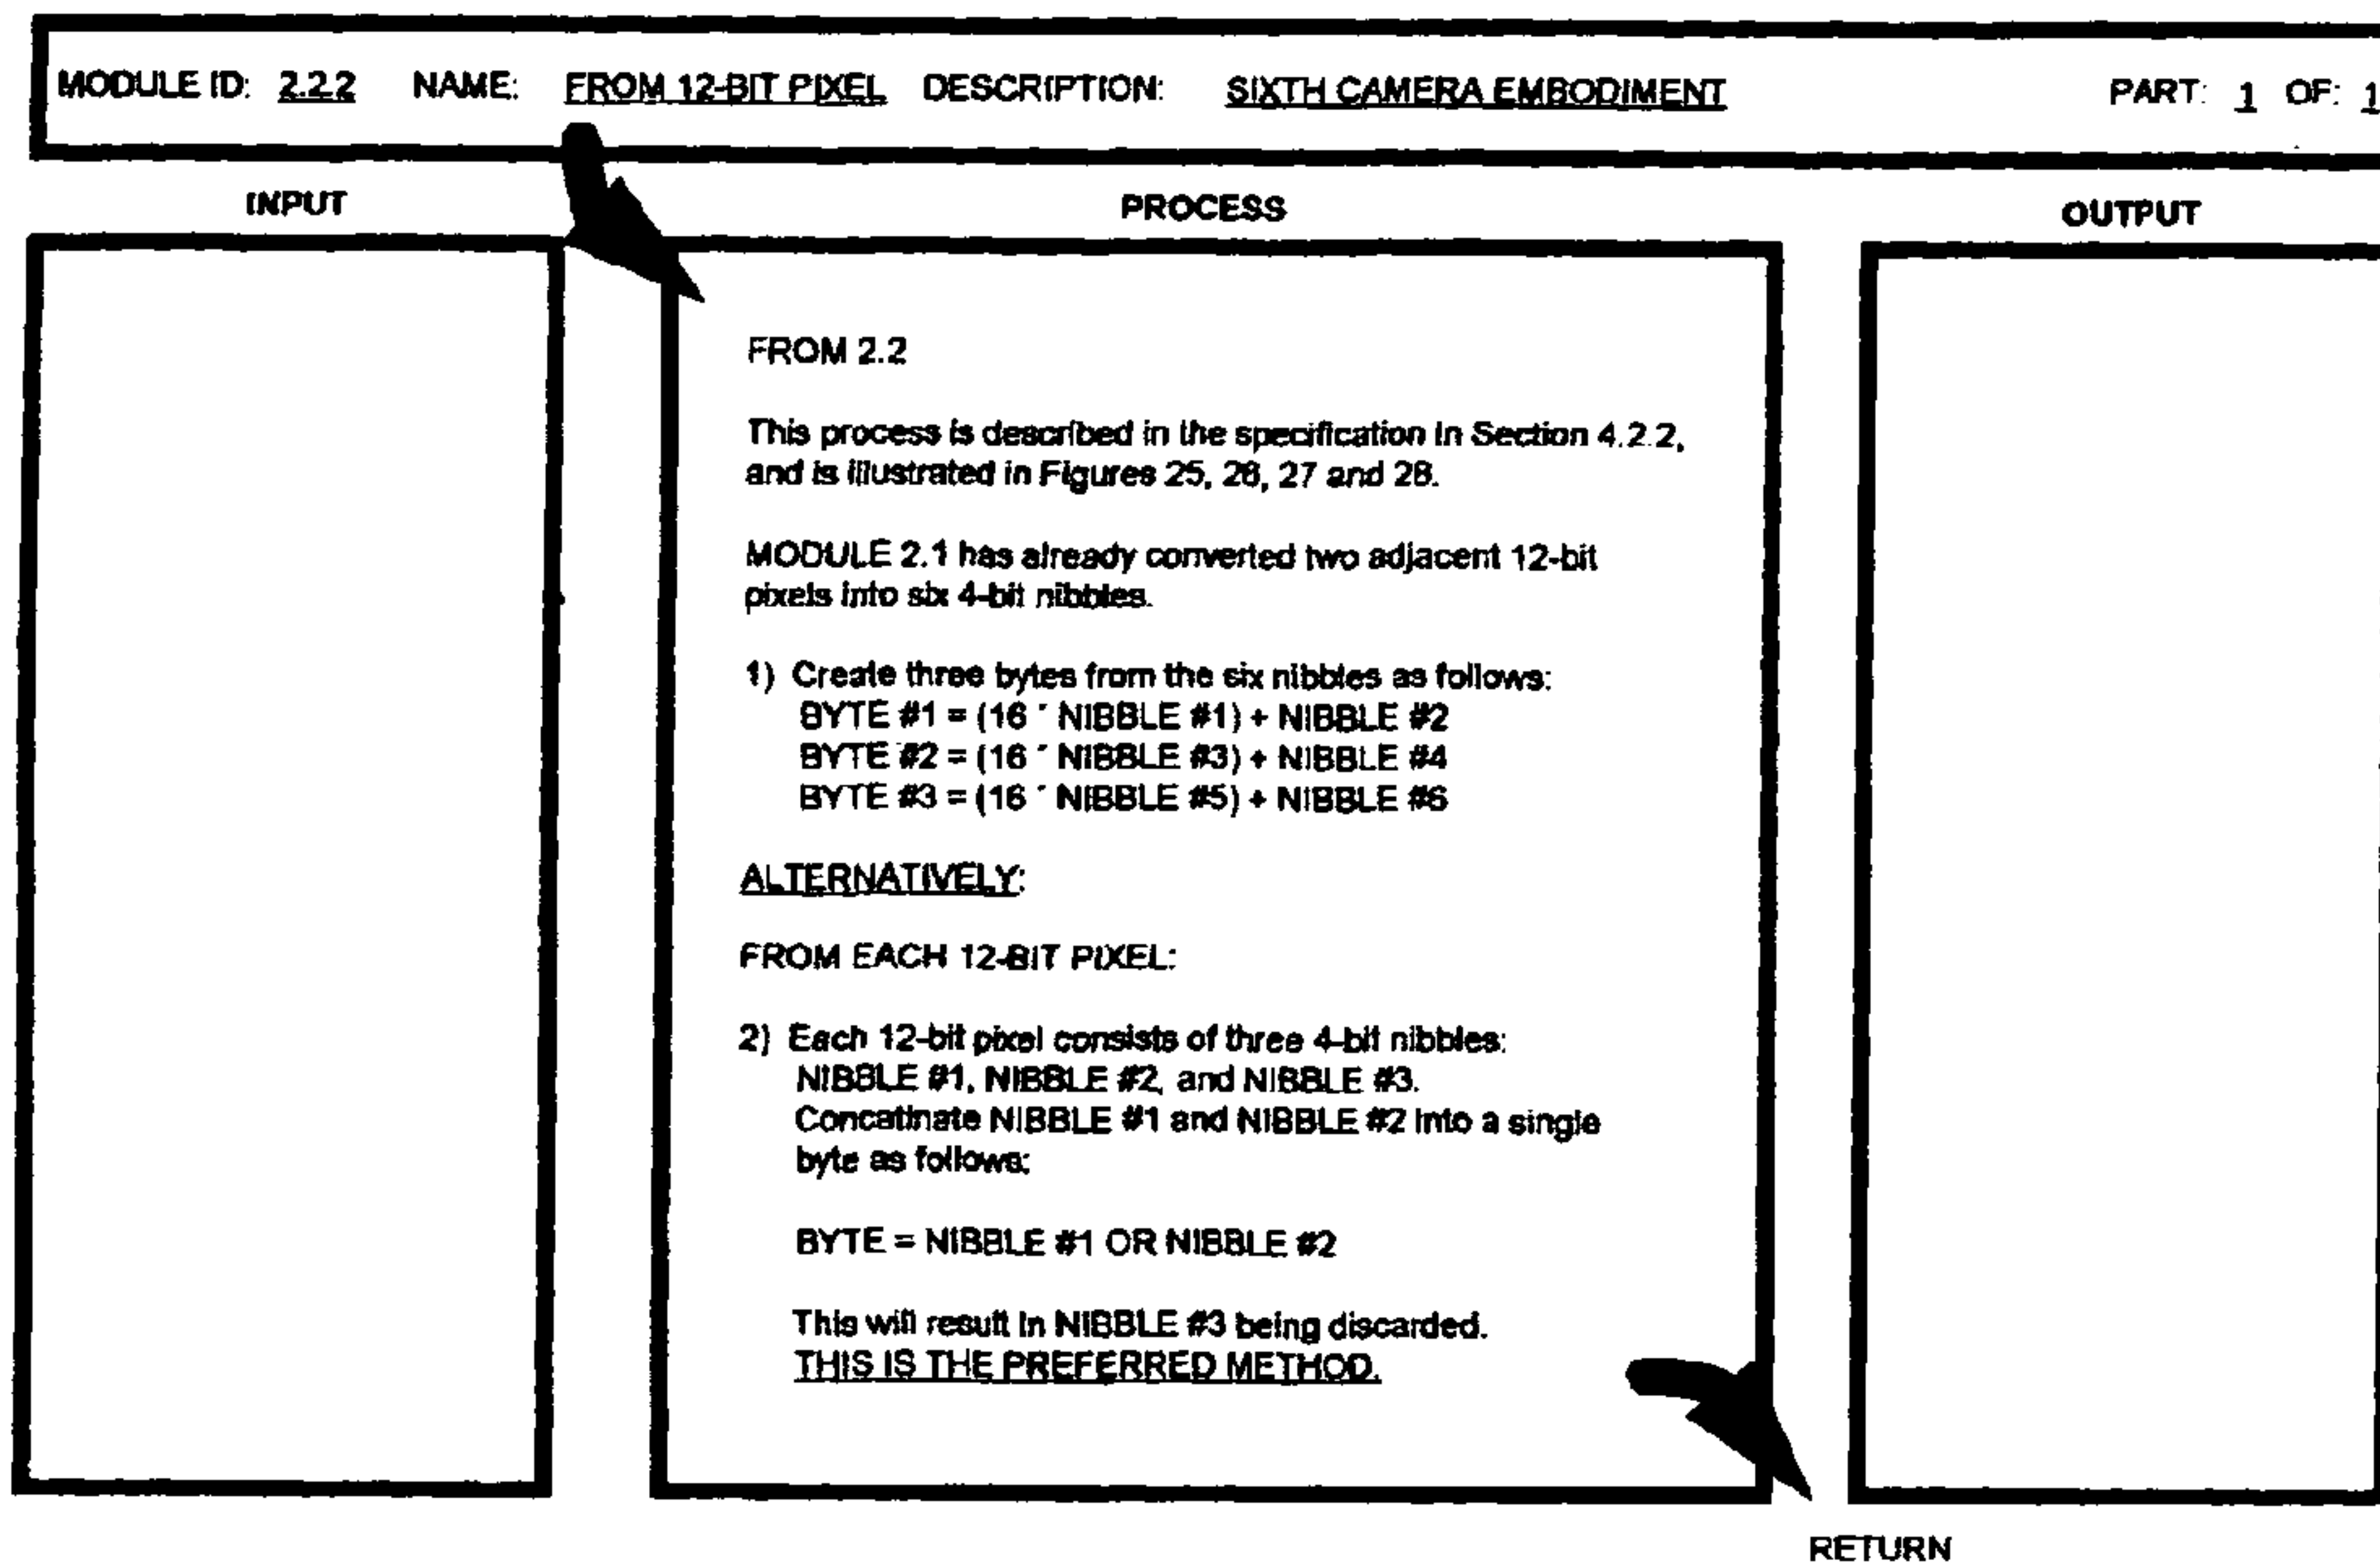 MODULE ID: 2.2.2 NAME: FROM 12-BIT PIXEL DESCRIPTION: SIXTH CAMERA EMBODIMENT PART: 1 OF: 1
INPUT PROCESS OUTPUT
FROM 2.2
This process is described in the specification in Section 4.2.2,
and is illustrated in Figures 25, 26, 27 and 28.
MODULE 2.1 has already converted two adjacent 12-bit
pixels into six 4-bit nibbles.
1) Create three bytes from the six nibbles as follows:
BYTE #1 = (16 * NIBBLE #1) + NIBBLE #2
BYTE #2 = (16 * NIBBLE #3) + NIBBLE #4
BYTE #3 = (16 * NIBBLE #5) + NIBBLE #6
ALTERNATIVELY:
FROM EACH 12-BIT PIXEL:
2) Each 12-bit pixel consists of three 4-bit nibbles:
NIBBLE #1, NIBBLE #2, and NIBBLE #3.
Concatinate NIBBLE #1 and NIBBLE #2 into a single
byte as follows:
BYTE = NIBBLE #1 OR NIBBLE #2
This will result in NIBBLE #3 being discarded.
THIS IS THE PREFERRED METHOD.
RETURN